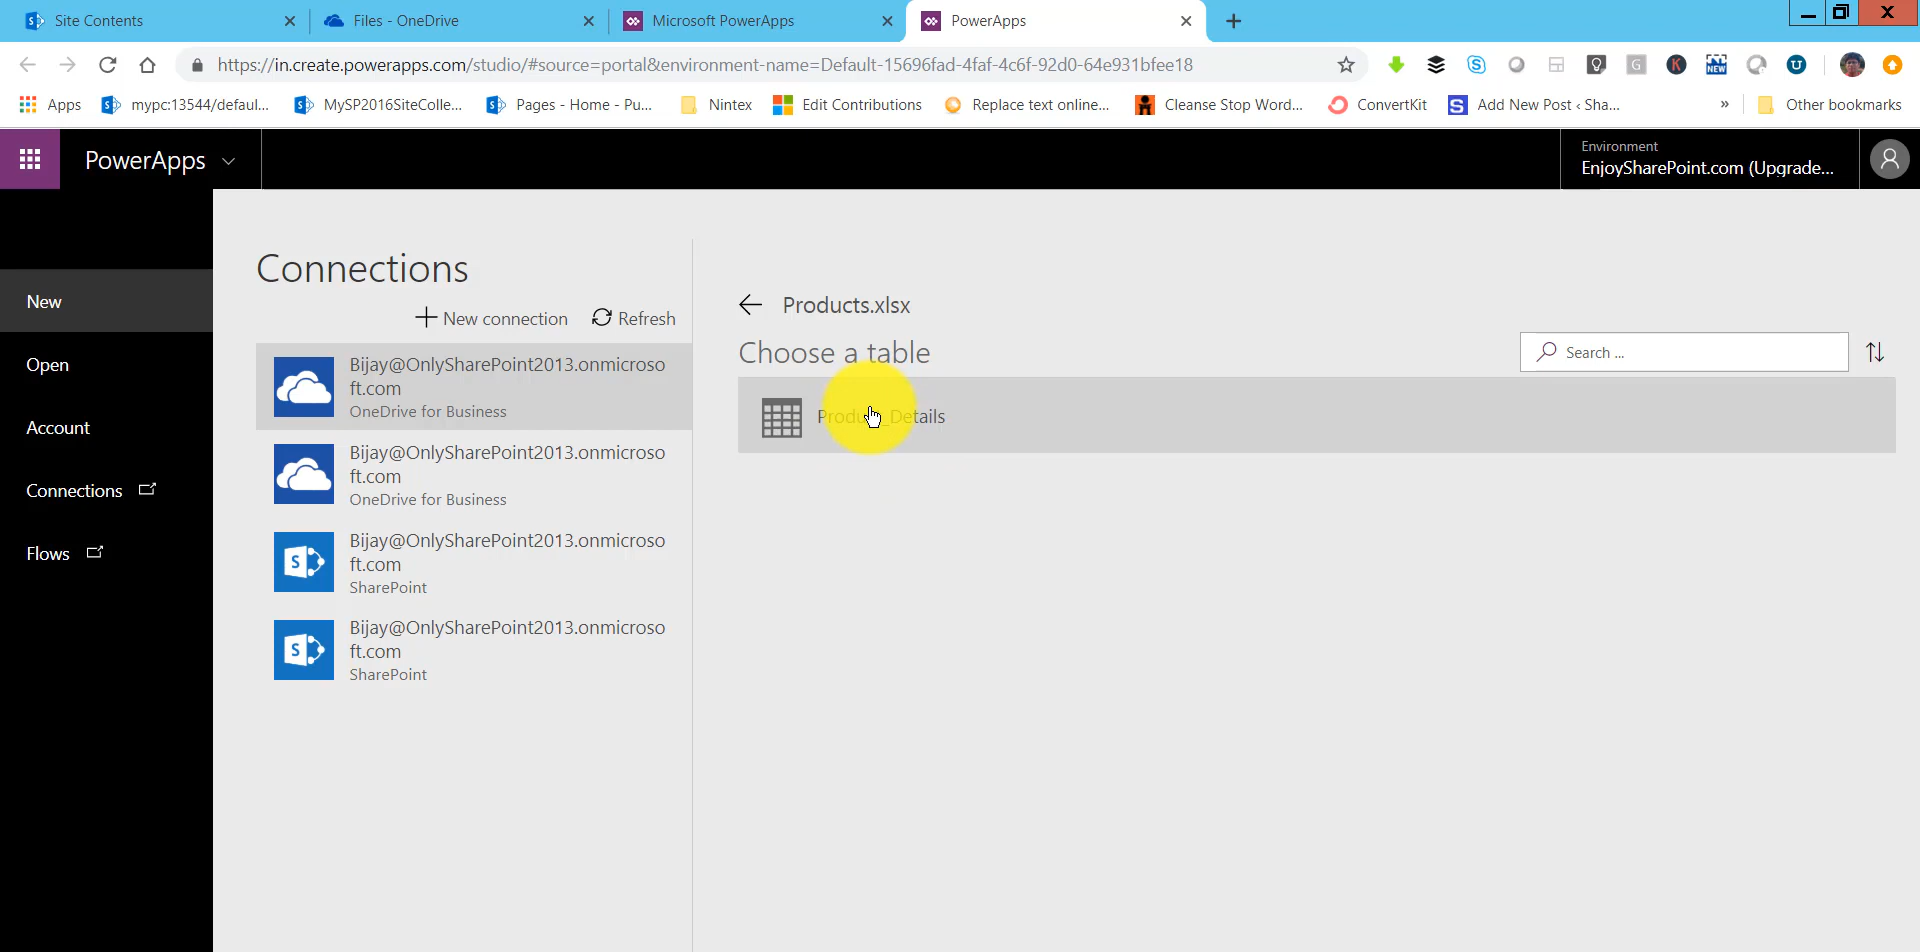 Site Contents
Files - OneDrive
Microsoft PowerApps
PowerApps
https://in.create.powerapps.com/studio/#source=portal&environment-name=Default-15696fad-4faf-4c6f-92d0-64e931bfee18
NEW
Apps
mypc:13544/defaul...
MySP2016SiteColle...
Pages - Home - Pu...
Nintex
Edit Contributions
Replace text online...
Cleanse Stop Word...
ConvertKit
Add New Post ‹ Sha...
»
Other bookmarks
PowerApps
Environment
EnjoySharePoint.com (Upgrade...
New
Open
Account
Connections
Flows
Connections
New connection
Refresh
Bijay@OnlySharePoint2013.onmicroso
ft.com
OneDrive for Business
Bijay@OnlySharePoint2013.onmicroso
ft.com
OneDrive for Business
Bijay@OnlySharePoint2013.onmicroso
ft.com
SharePoint
Bijay@OnlySharePoint2013.onmicroso
ft.com
SharePoint
Products.xlsx
Choose a table
Search ...
Product_Details